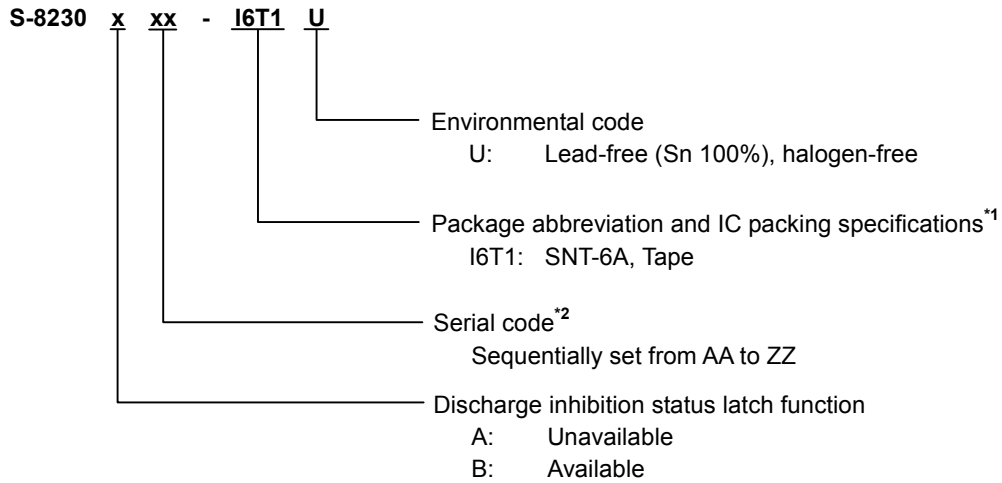 S-8230 x xx - I6T1 U
Environmental code
U: Lead-free (Sn 100%), halogen-free
Package abbreviation and IC packing specifications*1
I6T1: SNT-6A, Tape
Serial code*2
Sequentially set from AA to ZZ
Discharge inhibition status latch function
A: Unavailable
B: Available